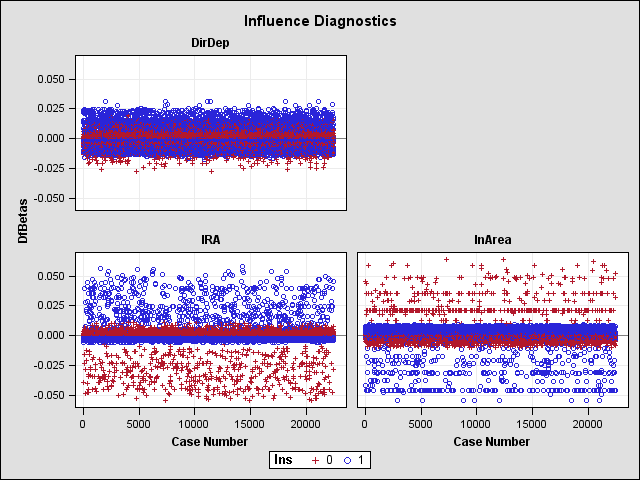 Influence Diagnostics
DirDep
0.050
0.025
0.000
-0.025
-0.050
DfBetas
IRA
InArea
0.050
0.025
0.000
-0.025
-0.050
0 5000 10000 15000 20000
0 5000 10000 15000 20000
Case Number
Case Number
Ins + 0 ○ 1